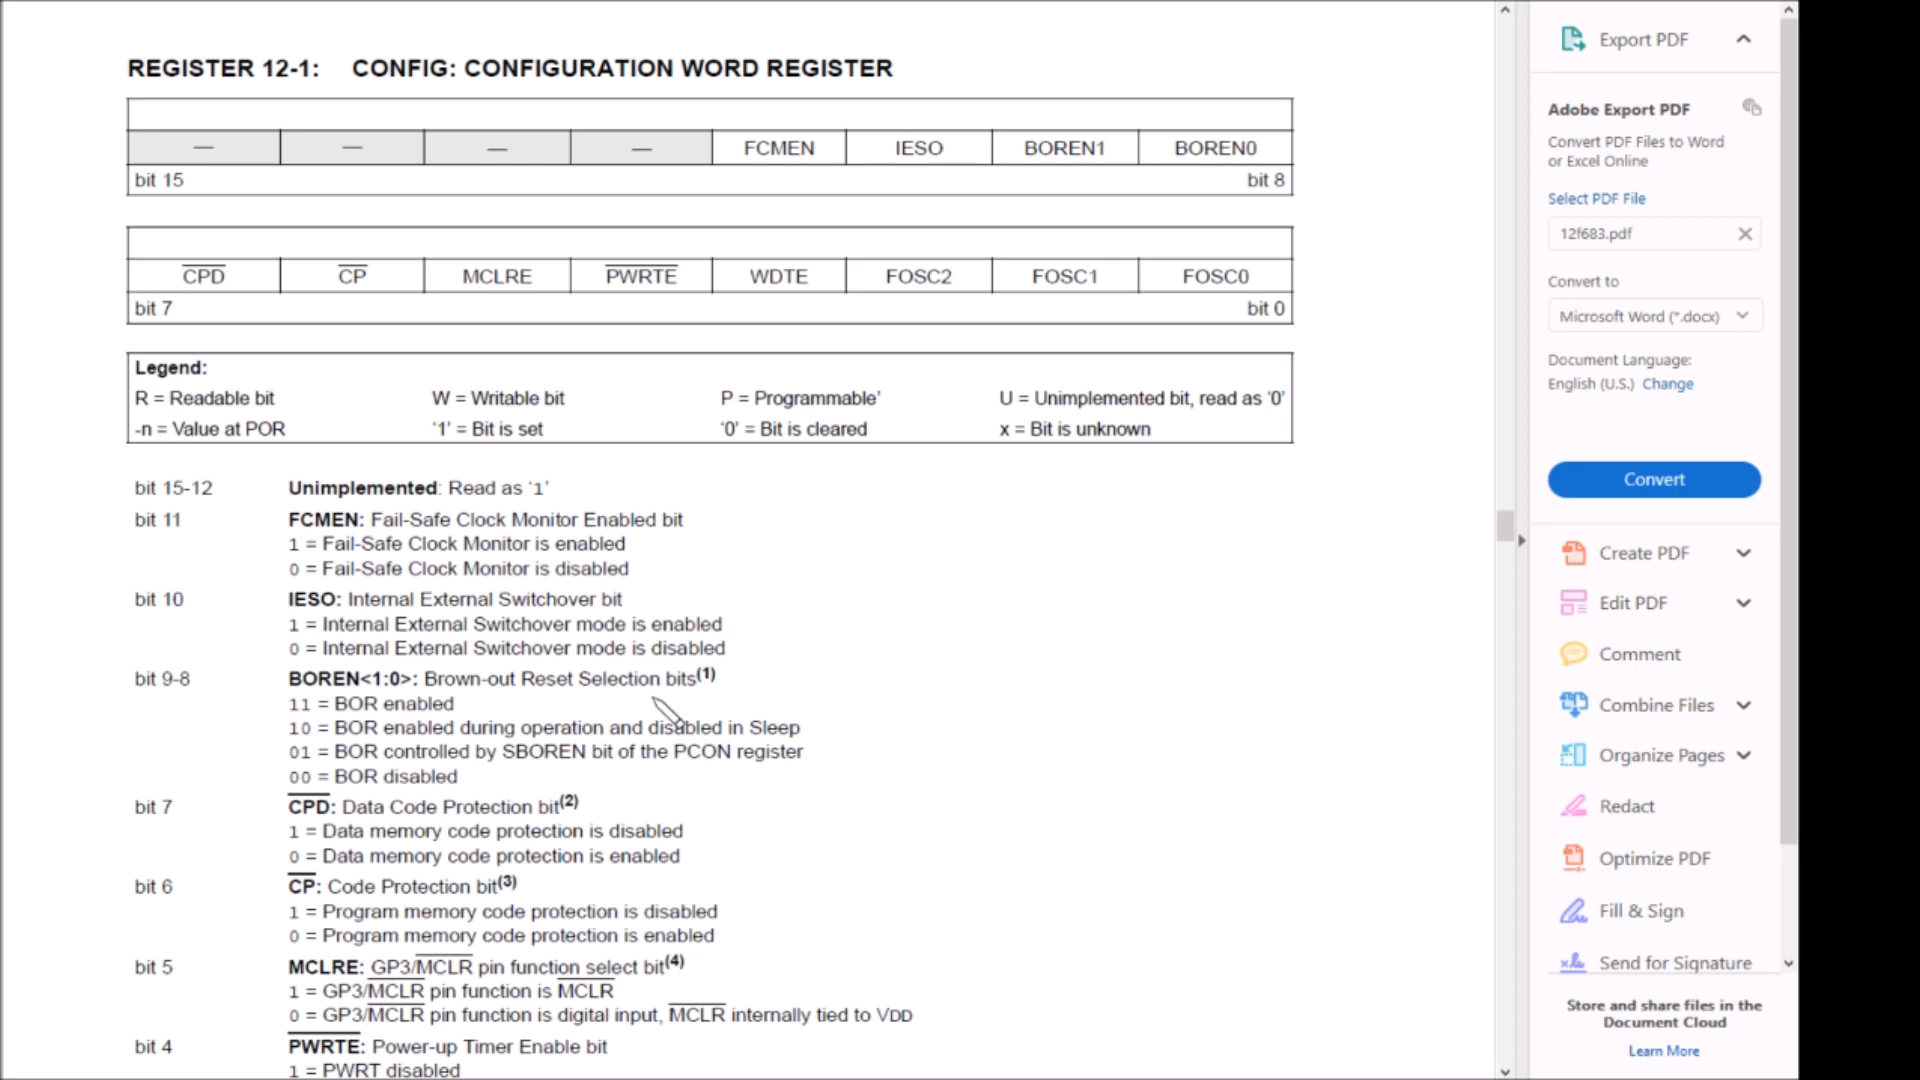 REGISTER 12-1: CONFIG: CONFIGURATION WORD REGISTER
— — — — FCMEN IESO BOREN1 BOREN0
bit 15 bit 8
CPD CP MCLRE PWRTE WDTE FOSC2 FOSC1 FOSC0
bit 7 bit 0
Legend:
R = Readable bit W = Writable bit P = Programmable’ U = Unimplemented bit, read as ‘0’
-n = Value at POR ‘1’ = Bit is set ‘0’ = Bit is cleared x = Bit is unknown
bit 15-12 Unimplemented: Read as ‘1’
bit 11 FCMEN: Fail-Safe Clock Monitor Enabled bit
1 = Fail-Safe Clock Monitor is enabled
0 = Fail-Safe Clock Monitor is disabled
bit 10 IESO: Internal External Switchover bit
1 = Internal External Switchover mode is enabled
0 = Internal External Switchover mode is disabled
bit 9-8 BOREN<1:0>: Brown-out Reset Selection bits(1)
11 = BOR enabled
10 = BOR enabled during operation and disabled in Sleep
01 = BOR controlled by SBOREN bit of the PCON register
00 = BOR disabled
bit 7 CPD: Data Code Protection bit(2)
1 = Data memory code protection is disabled
0 = Data memory code protection is enabled
bit 6 CP: Code Protection bit(3)
1 = Program memory code protection is disabled
0 = Program memory code protection is enabled
bit 5 MCLRE: GP3/MCLR pin function select bit(4)
1 = GP3/MCLR pin function is MCLR
0 = GP3/MCLR pin function is digital input, MCLR internally tied to VDD
bit 4 PWRTE: Power-up Timer Enable bit
1 = PWRT disabled
Export PDF
Adobe Export PDF
Convert PDF Files to Word
or Excel Online
Select PDF File
12f683.pdf
Convert to
Microsoft Word (*.docx)
Document Language:
English (U.S.) Change
Convert
Create PDF
Edit PDF
Comment
Combine Files
Organize Pages
Redact
Optimize PDF
Fill & Sign
Send for Signature
Store and share files in the
Document Cloud
Learn More